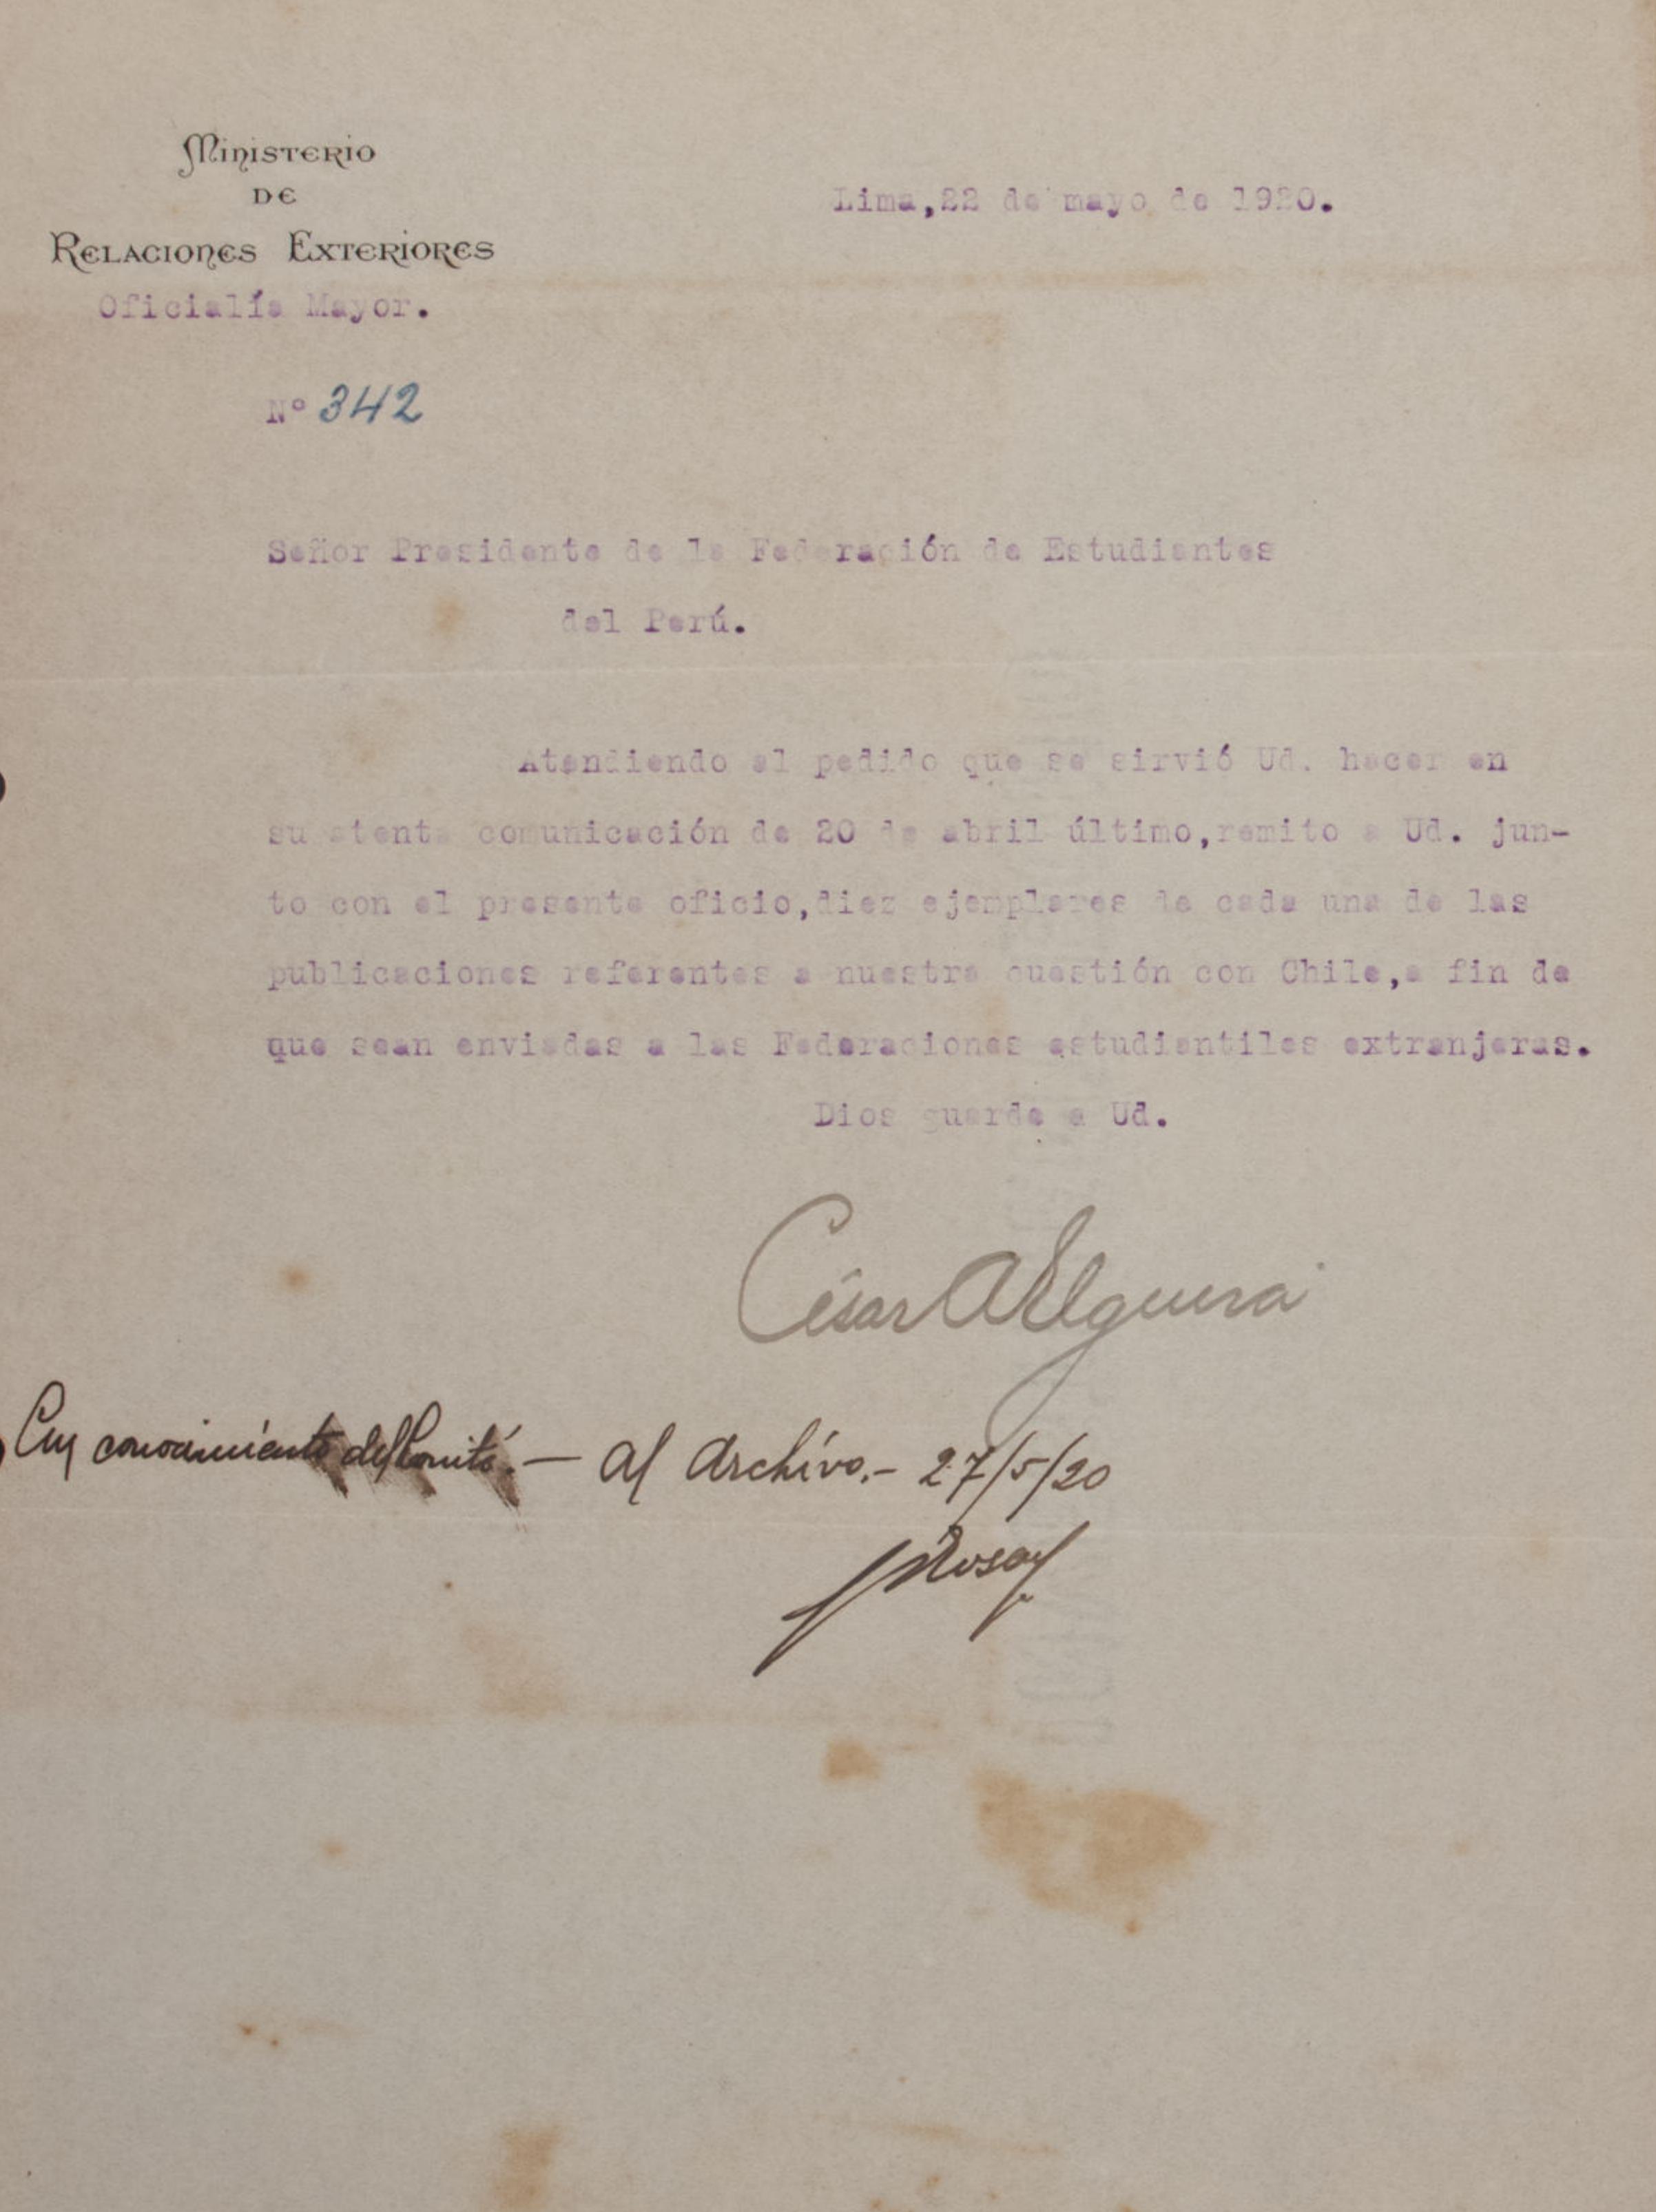 Ministerio
de
Relaciones Exteriores
Oficialía Mayor.
Lima,22 de mayo de 1920.
Nº 342
Señor Presidente de la Federación de Estudiantes
del Perú.
Atendiendo al pedido que se sirvió Ud. hacer en
su atenta comunicación de 20 de abril último,remito a Ud. jun-
to con el presente oficio,diez ejemplares de cada una de las
publicaciones referentes a nuestra cuestión con Chile,a fin de
que sean enviadas a las Federaciones estudiantiles extranjeras.
Dios guarde a Ud.
César A Elguera
En conocimiento del Comité.- Al Archivo.- 27/5/20